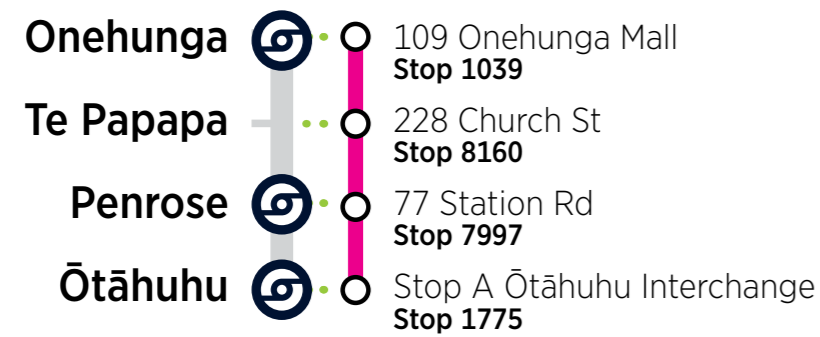 Onehunga
109 Onehunga Mall
Stop 1039
Te Papapa
228 Church St
Stop 8160
Penrose
77 Station Rd
Stop 7997
Ōtāhuhu
Stop A Ōtāhuhu Interchange
Stop 1775